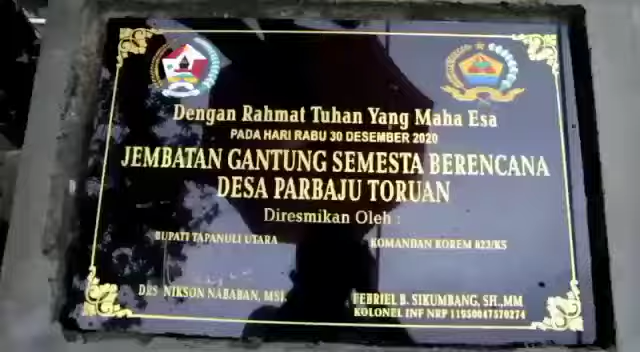 Dengan Rahmat Tuhan Yang Maha Esa
PADA HARI RABU 30 DESEMBER 2020
JEMBATAN GANTUNG SEMESTA BERENCANA
DESA PARBAJU TORUAN
Diresmikan Oleh :
BUPATI TAPANULI UTARA
KOMANDAN KOREM 023/KS
DRS NIKSON NABABAN, MSI.
FEBRIEL B. SIKUMBANG, SH.,MM
KOLONEL INF NRP 11950047570274